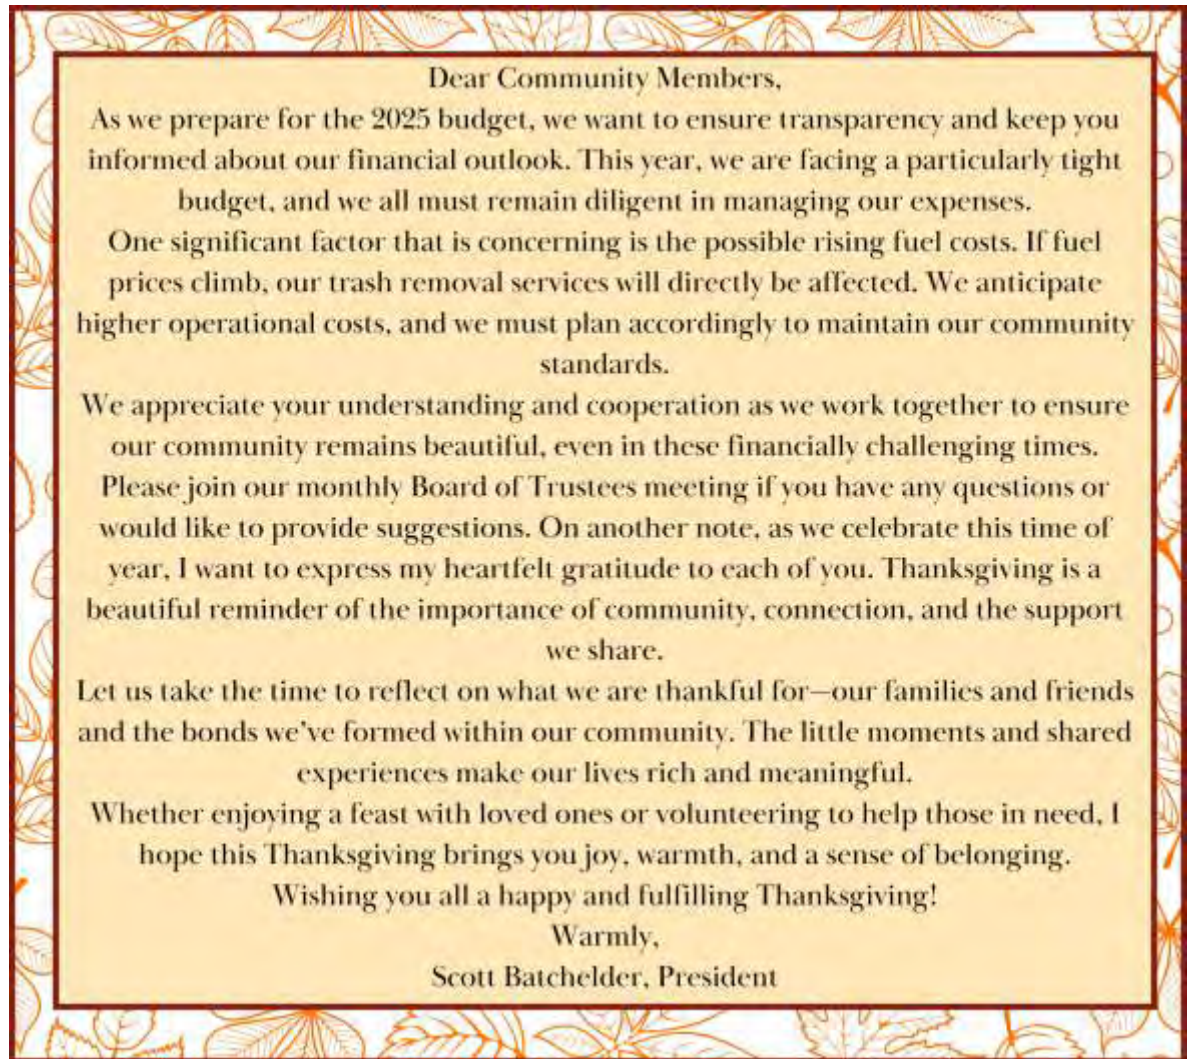 Dear Community Members,
As we prepare for the 2025 budget, we want to ensure transparency and keep you
informed about our financial outlook. This year, we are facing a particularly tight
budget, and we all must remain diligent in managing our expenses.
One significant factor that is concerning is the possible rising fuel costs. If fuel
prices climb, our trash removal services will directly be affected. We anticipate
higher operational costs, and we must plan accordingly to maintain our community
standards.
We appreciate your understanding and cooperation as we work together to ensure
our community remains beautiful, even in these financially challenging times.
Please join our monthly Board of Trustees meeting if you have any questions or
would like to provide suggestions. On another note, as we celebrate this time of
year, I want to express my heartfelt gratitude to each of you. Thanksgiving is a
beautiful reminder of the importance of community, connection, and the support
we share.
Let us take the time to reflect on what we are thankful for—our families and friends
and the bonds we've formed within our community. The little moments and shared
experiences make our lives rich and meaningful.
Whether enjoying a feast with loved ones or volunteering to help those in need, I
hope this Thanksgiving brings you joy, warmth, and a sense of belonging.
Wishing you all a happy and fulfilling Thanksgiving!
Warmly,
Scott Batchelder, President